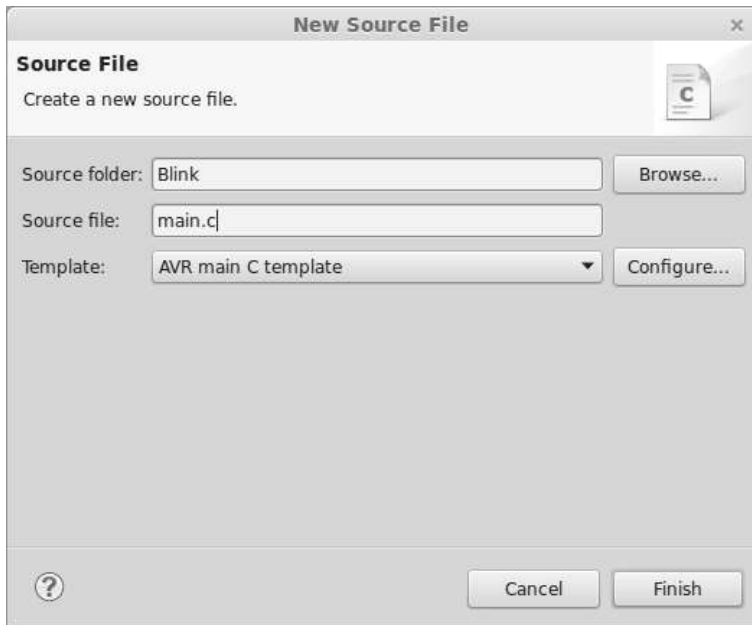 New Source File
Source File
Create a new source file.
C
Source folder: Blink Browse...
Source file: main.c
Template: AVR main C template Configure...
? Cancel Finish